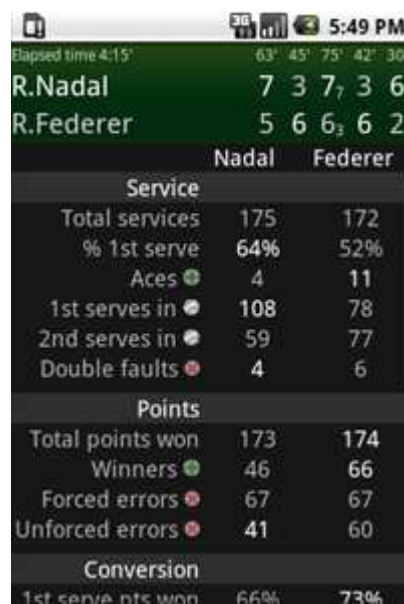 3G 5:49 PM
Elapsed time 4:15' 63' 45' 75' 42' 30
R.Nadal 7 3 7₇ 3 6
R.Federer 5 6 6₃ 6 2
Nadal Federer
Service
Total services 175 172
% 1st serve 64% 52%
Aces 4 11
1st serves in 108 78
2nd serves in 59 77
Double faults 4 6
Points
Total points won 173 174
Winners 46 66
Forced errors 67 67
Unforced errors 41 60
Conversion
1st serve pts won 66% 73%